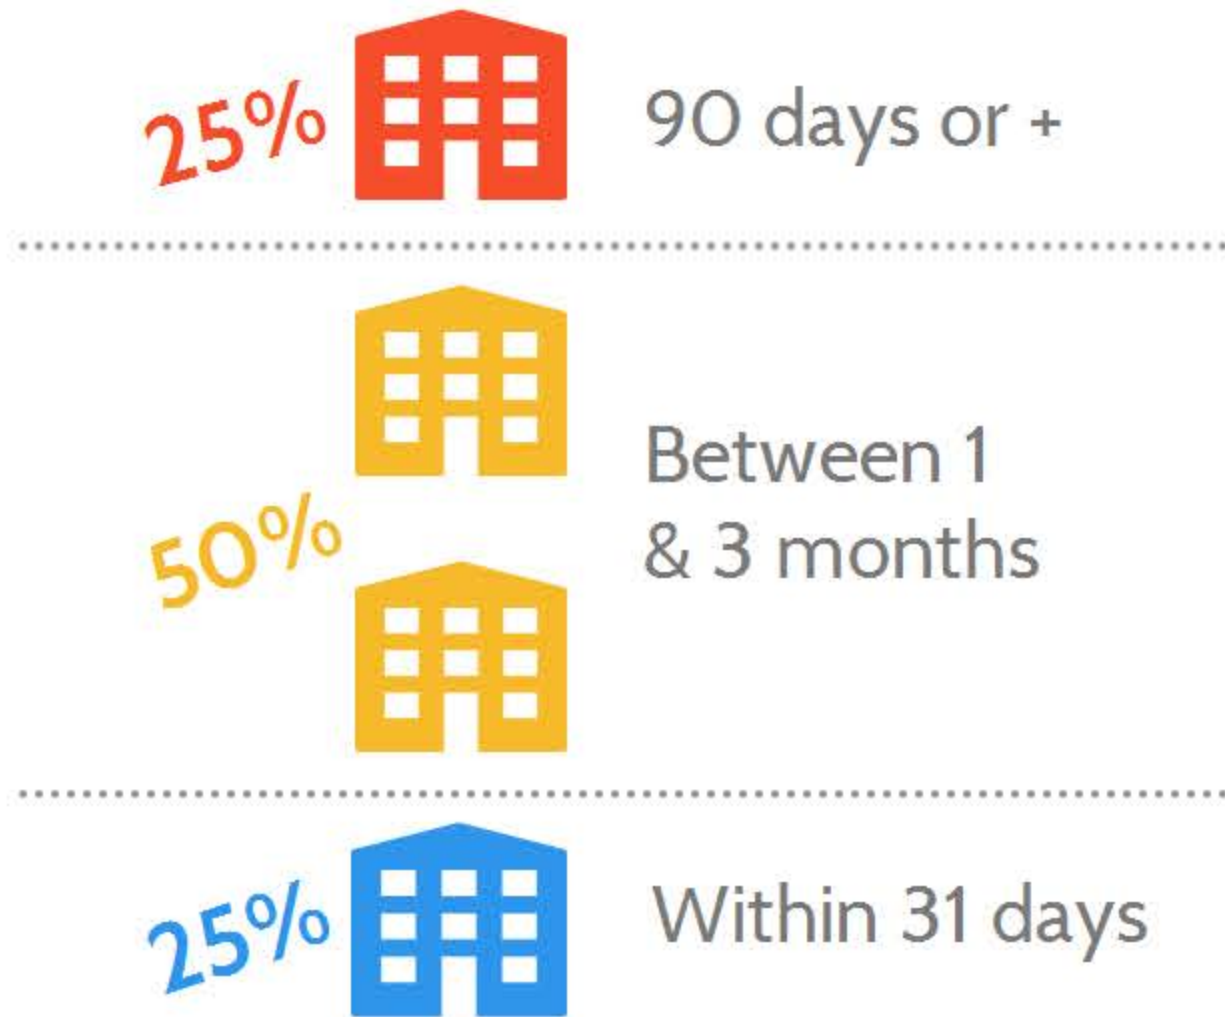 25%
90 days or +
50%
Between 1
& 3 months
25%
Within 31 days